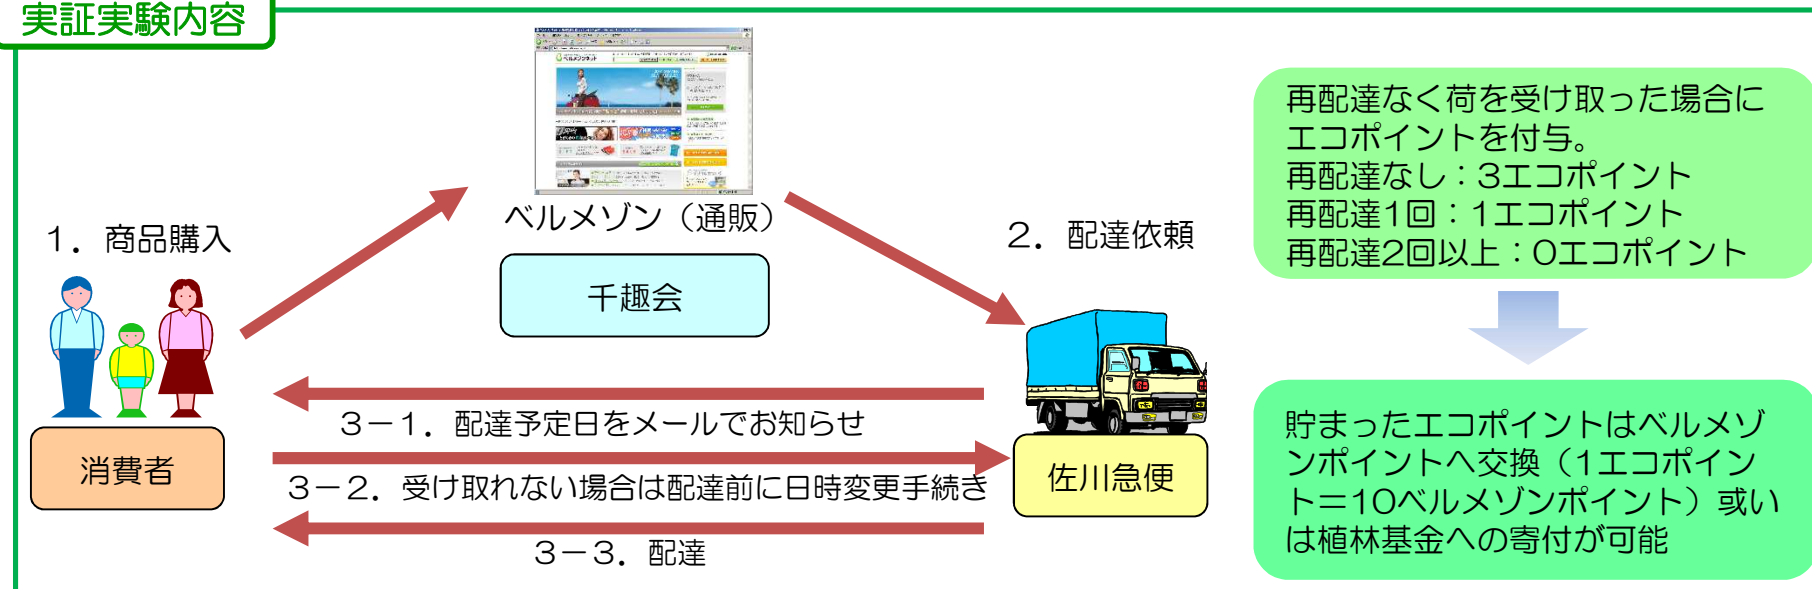 実証実験内容
ベルメゾンネット
ベルメゾン（通販）
千趣会
1．商品購入
2．配達依頼
消費者
佐川急便
3－1．配達予定日をメールでお知らせ
3－2．受け取れない場合は配達前に日時変更手続き
3－3．配達
再配達なく荷を受け取った場合に
エコポイントを付与。
再配達なし：3エコポイント
再配達1回：1エコポイント
再配達2回以上：0エコポイント
貯まったエコポイントはベルメゾ
ンポイントへ交換（1エコポイン
ト＝10ベルメゾンポイント）或い
は植林基金への寄付が可能